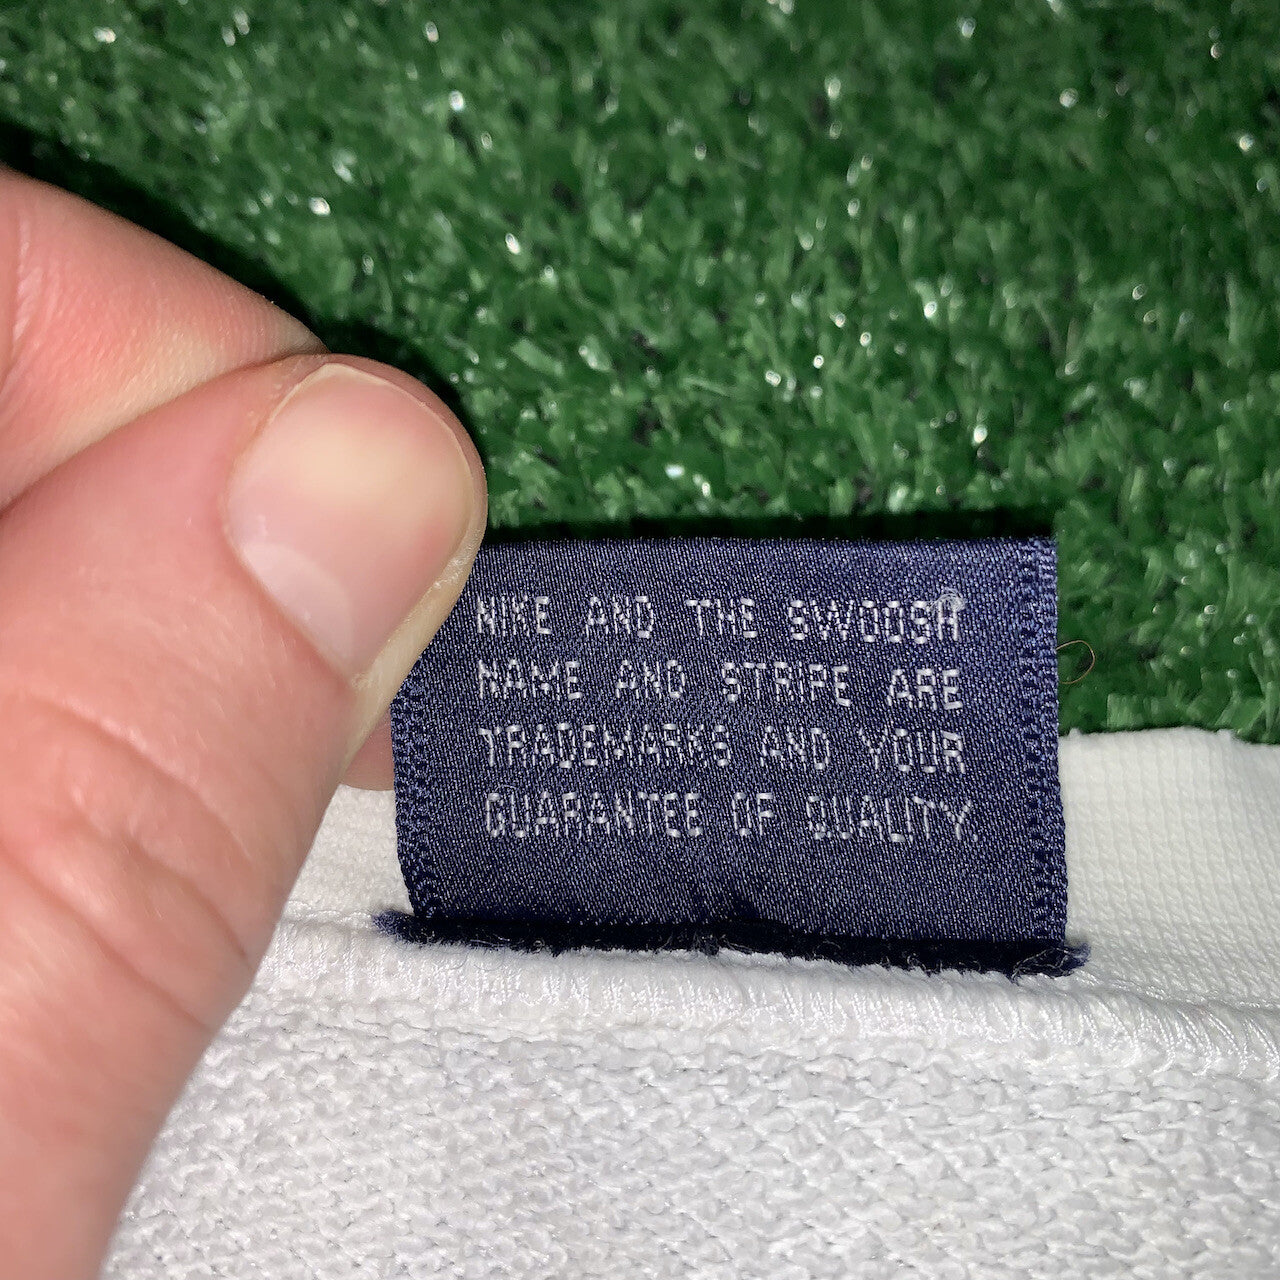 NIKE AND THE SWOOSH
NAME AND STRIPE ARE
TRADEMARKS AND YOUR
GUARANTEE OF QUALITY